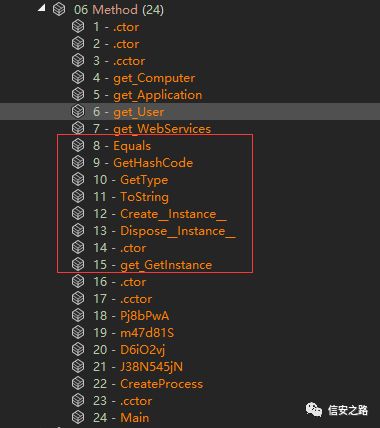 06 Method (24)
1 - .ctor
2 - .ctor
3 - .cctor
4 - get_Computer
5 - get_Application
6 - get_User
7 - get_WebServices
8 - Equals
9 - GetHashCode
10 - GetType
11 - ToString
12 - Create__Instance__
13 - Dispose__Instance__
14 - .ctor
15 - get_GetInstance
16 - .ctor
17 - .cctor
18 - Pj8bPwA
19 - m47d81S
20 - D6iO2vj
21 - J38N545jN
22 - CreateProcess
23 - .cctor
24 - Main
信安之路